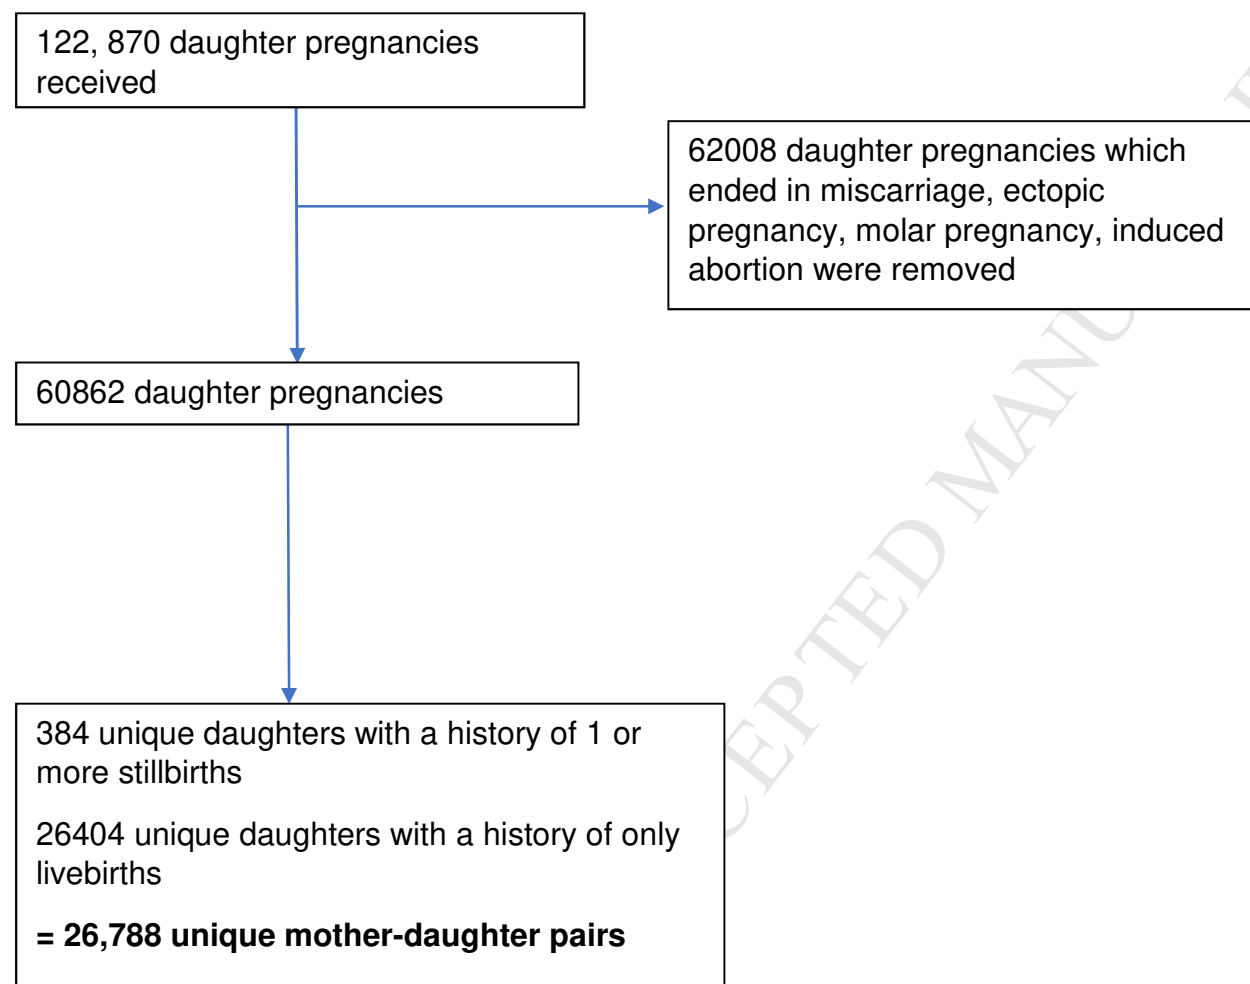 122, 870 daughter pregnancies
received
62008 daughter pregnancies which
ended in miscarriage, ectopic
pregnancy, molar pregnancy, induced
abortion were removed
60862 daughter pregnancies
384 unique daughters with a history of 1 or
more stillbirths
26404 unique daughters with a history of only
livebirths
= 26,788 unique mother-daughter pairs